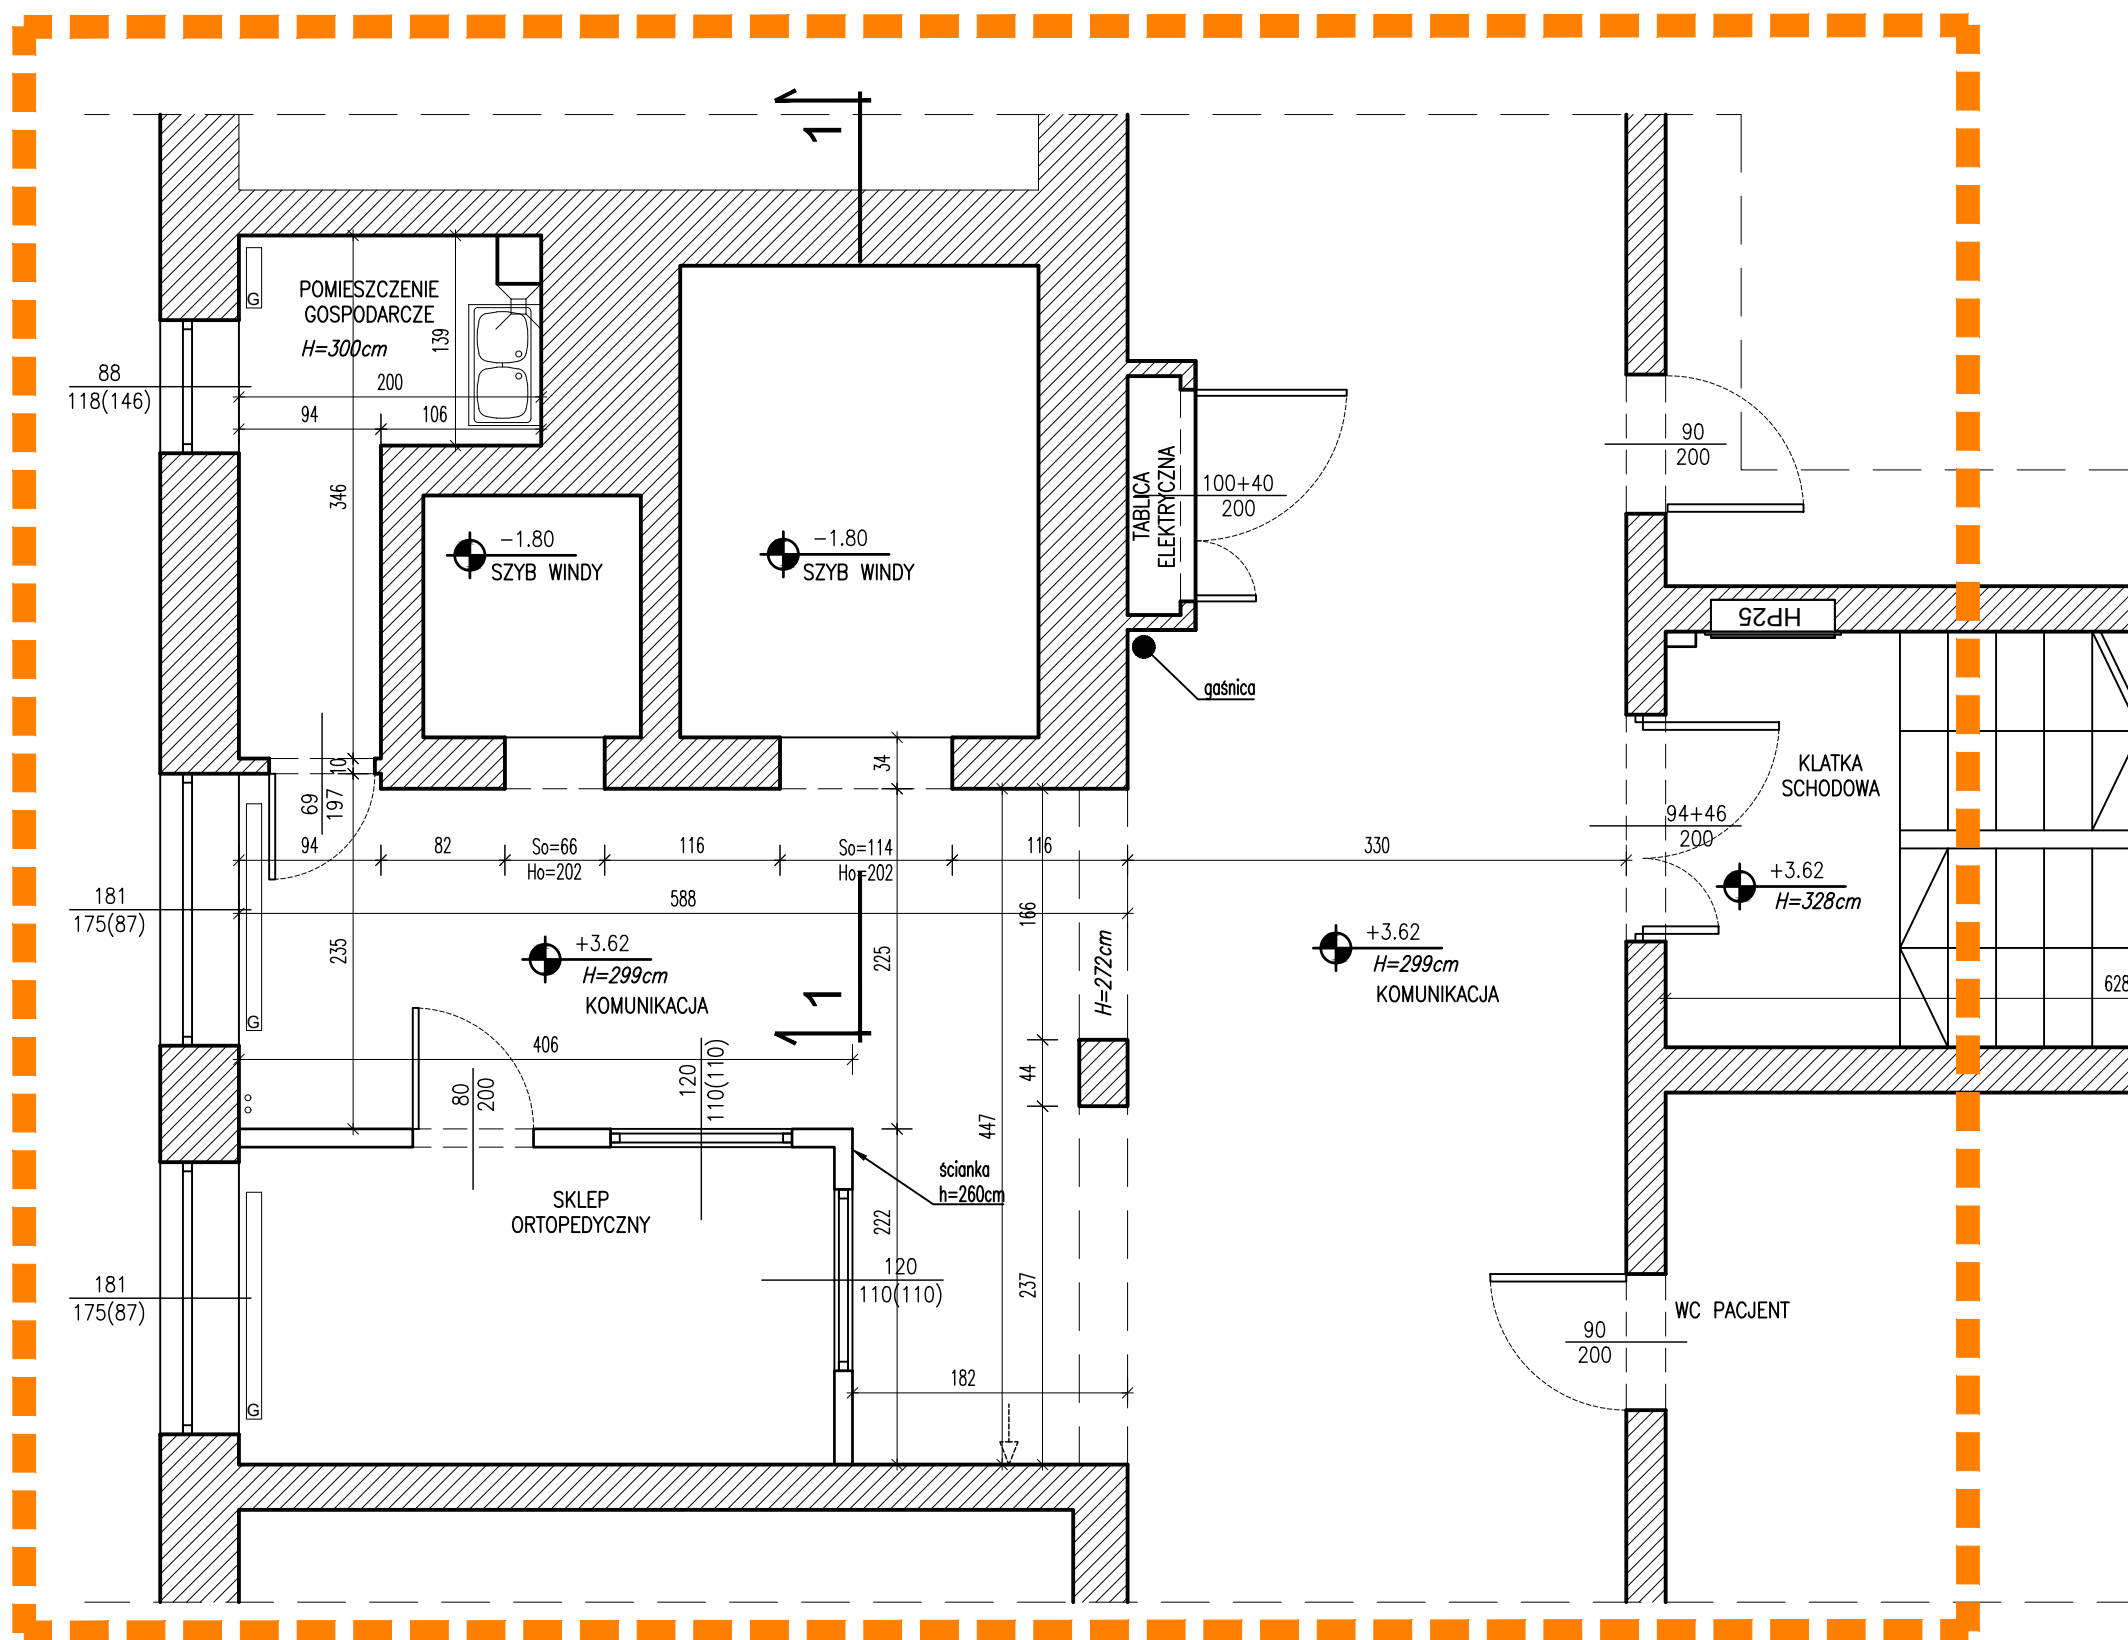 1
POMIESZCZENIE
GOSPODARCZE
H=300cm
G
139
88
118(146)
200
94
106
346
-1.80
SZYB WINDY
-1.80
SZYB WINDY
TABLICA
ELEKTRYCZNA
100+40
200
90
200
HP25
gaśnica
KLATKA
SCHODOWA
10
69
197
34
94
82
So=66
Ho=202
116
So=114
Ho=202
116
330
94+46
200
+3.62
H=328cm
181
175(87)
588
166
235
+3.62
H=299cm
KOMUNIKACJA
225
1
H=272cm
+3.62
H=299cm
KOMUNIKACJA
628
G
406
80
200
120
110(110)
44
447
ścianka
h=260cm
SKLEP
ORTOPEDYCZNY
222
181
175(87)
120
110(110)
237
WC PACJENT
90
200
182
G